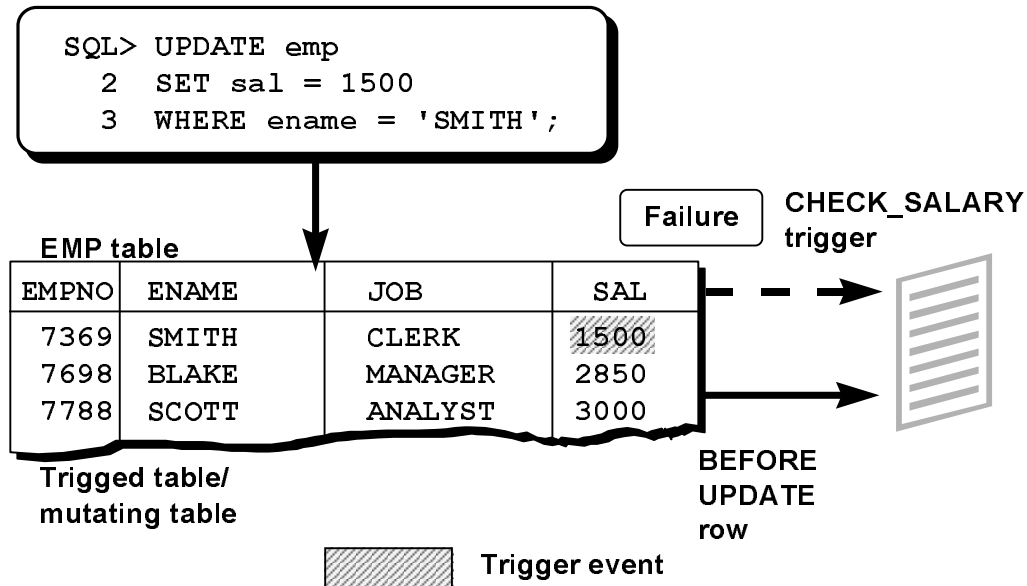 SQL> UPDATE emp
2 SET sal = 1500
3 WHERE ename = 'SMITH';
Failure
CHECK_SALARY
trigger
EMP table
EMPNO ENAME JOB SAL
7369 SMITH CLERK 1500
7698 BLAKE MANAGER 2850
7788 SCOTT ANALYST 3000
Trigged table/
mutating table
BEFORE
UPDATE
row
Trigger event